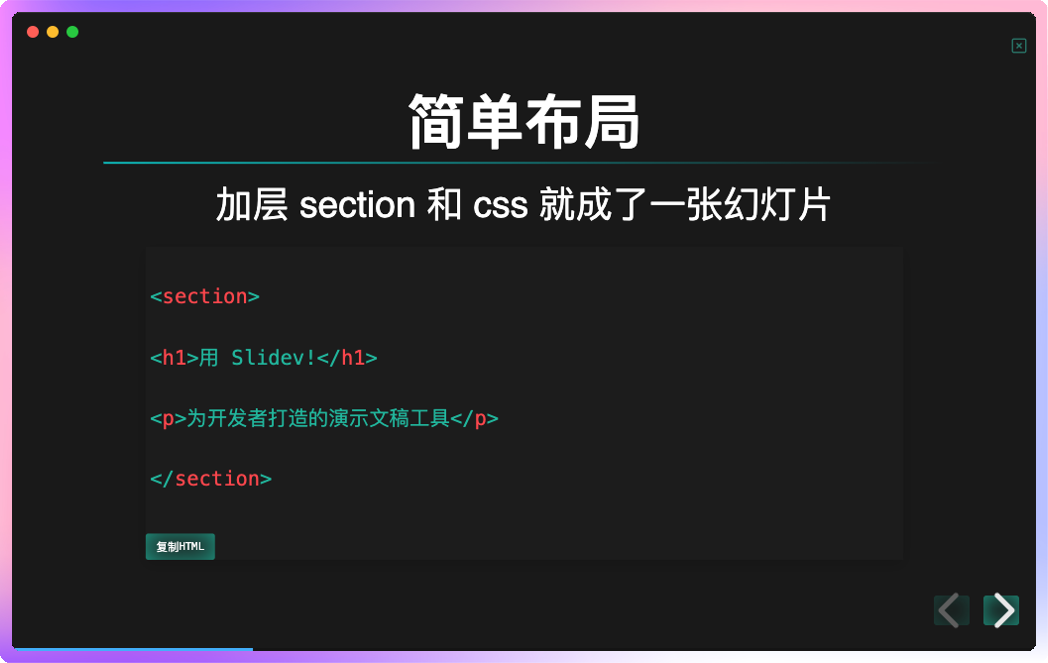 简单布局
加层 section 和 css 就成了一张幻灯片
<section>
<h1>用 Slidev!</h1>
<p>为开发者打造的演示文稿工具</p>
</section>
复制HTML